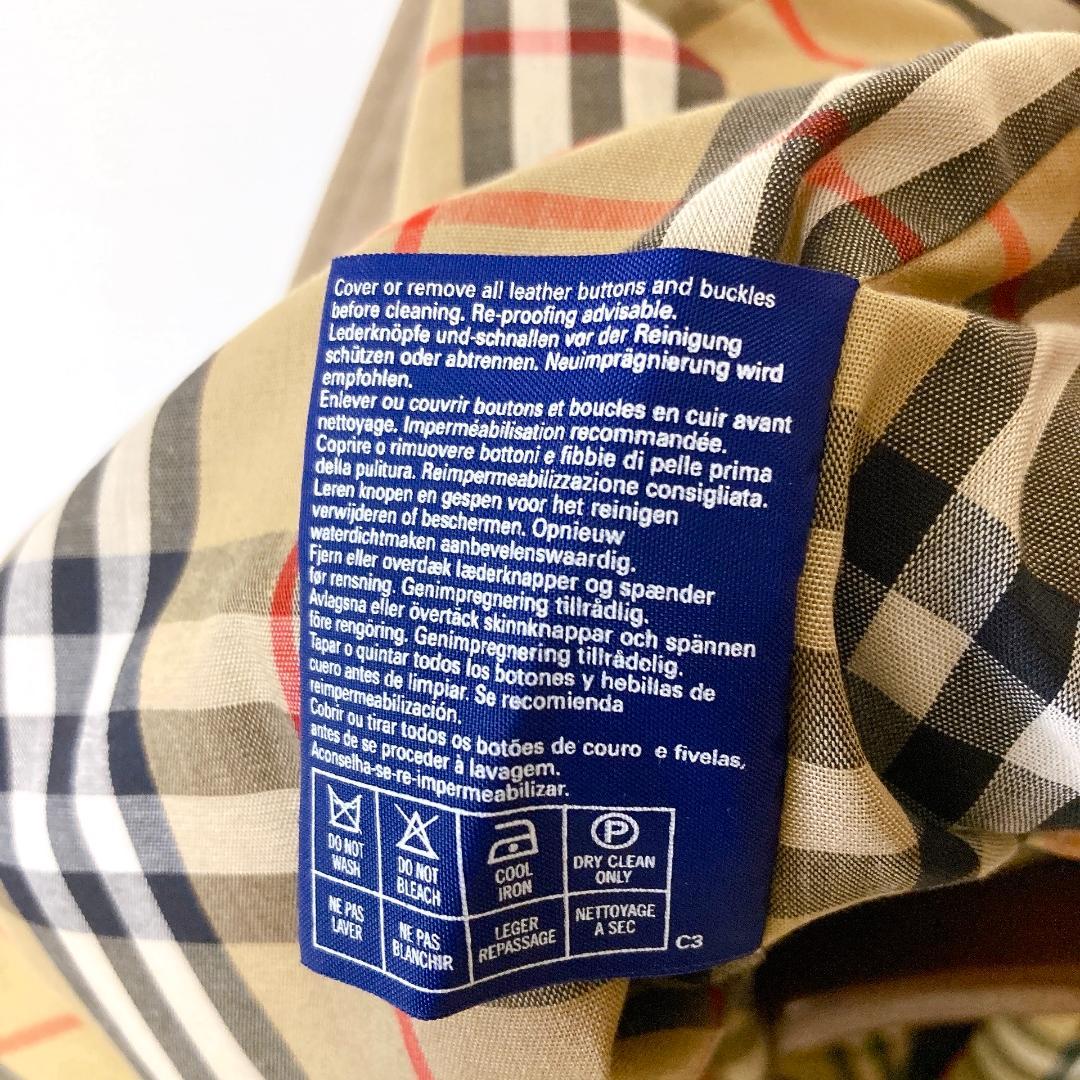 Cover or remove all leather buttons and buckles
before cleaning. Re-proofing advisable.
Lederknöpfe und-schnallen vor der Reinigung
schützen oder abtrennen. Neuimprägnierung wird
empfohlen.
Enlever ou couvrir boutons et boucles en cuir avant
nettoyage. Imperméabilisation recommandée.
Coprire o rimuovere bottoni e fibbie di pelle prima
della pulitura. Reimpermeabilizzazione consigliata.
Leren knopen en gespen voor het reinigen
verwijderen of beschermen. Opnieuw
waterdichtmaken aanbevelenswaardig.
Fjern eller overdæk læderknapper og spænder
før rensning. Genimpregnering tillrådlig.
Avlagsna eller övertäck skinnknappar och spännen
före rengöring. Genimpregnering tillrådelig.
Tapar o quintar todos los botones y hebillas de
cuero antes de limpiar. Se recomienda
reimpermeabilización.
Cobrir ou tirar todos os botões de couro e fivelas,
antes de se proceder à lavagem.
Aconselha-se-re-impermeabilizar.
P
DO NOT WASH
DO NOT BLEACH
COOL IRON
DRY CLEAN ONLY
NE PAS LAVER
NE PAS BLANCHIR
LEGER REPASSAGE
NETTOYAGE A SEC
C3